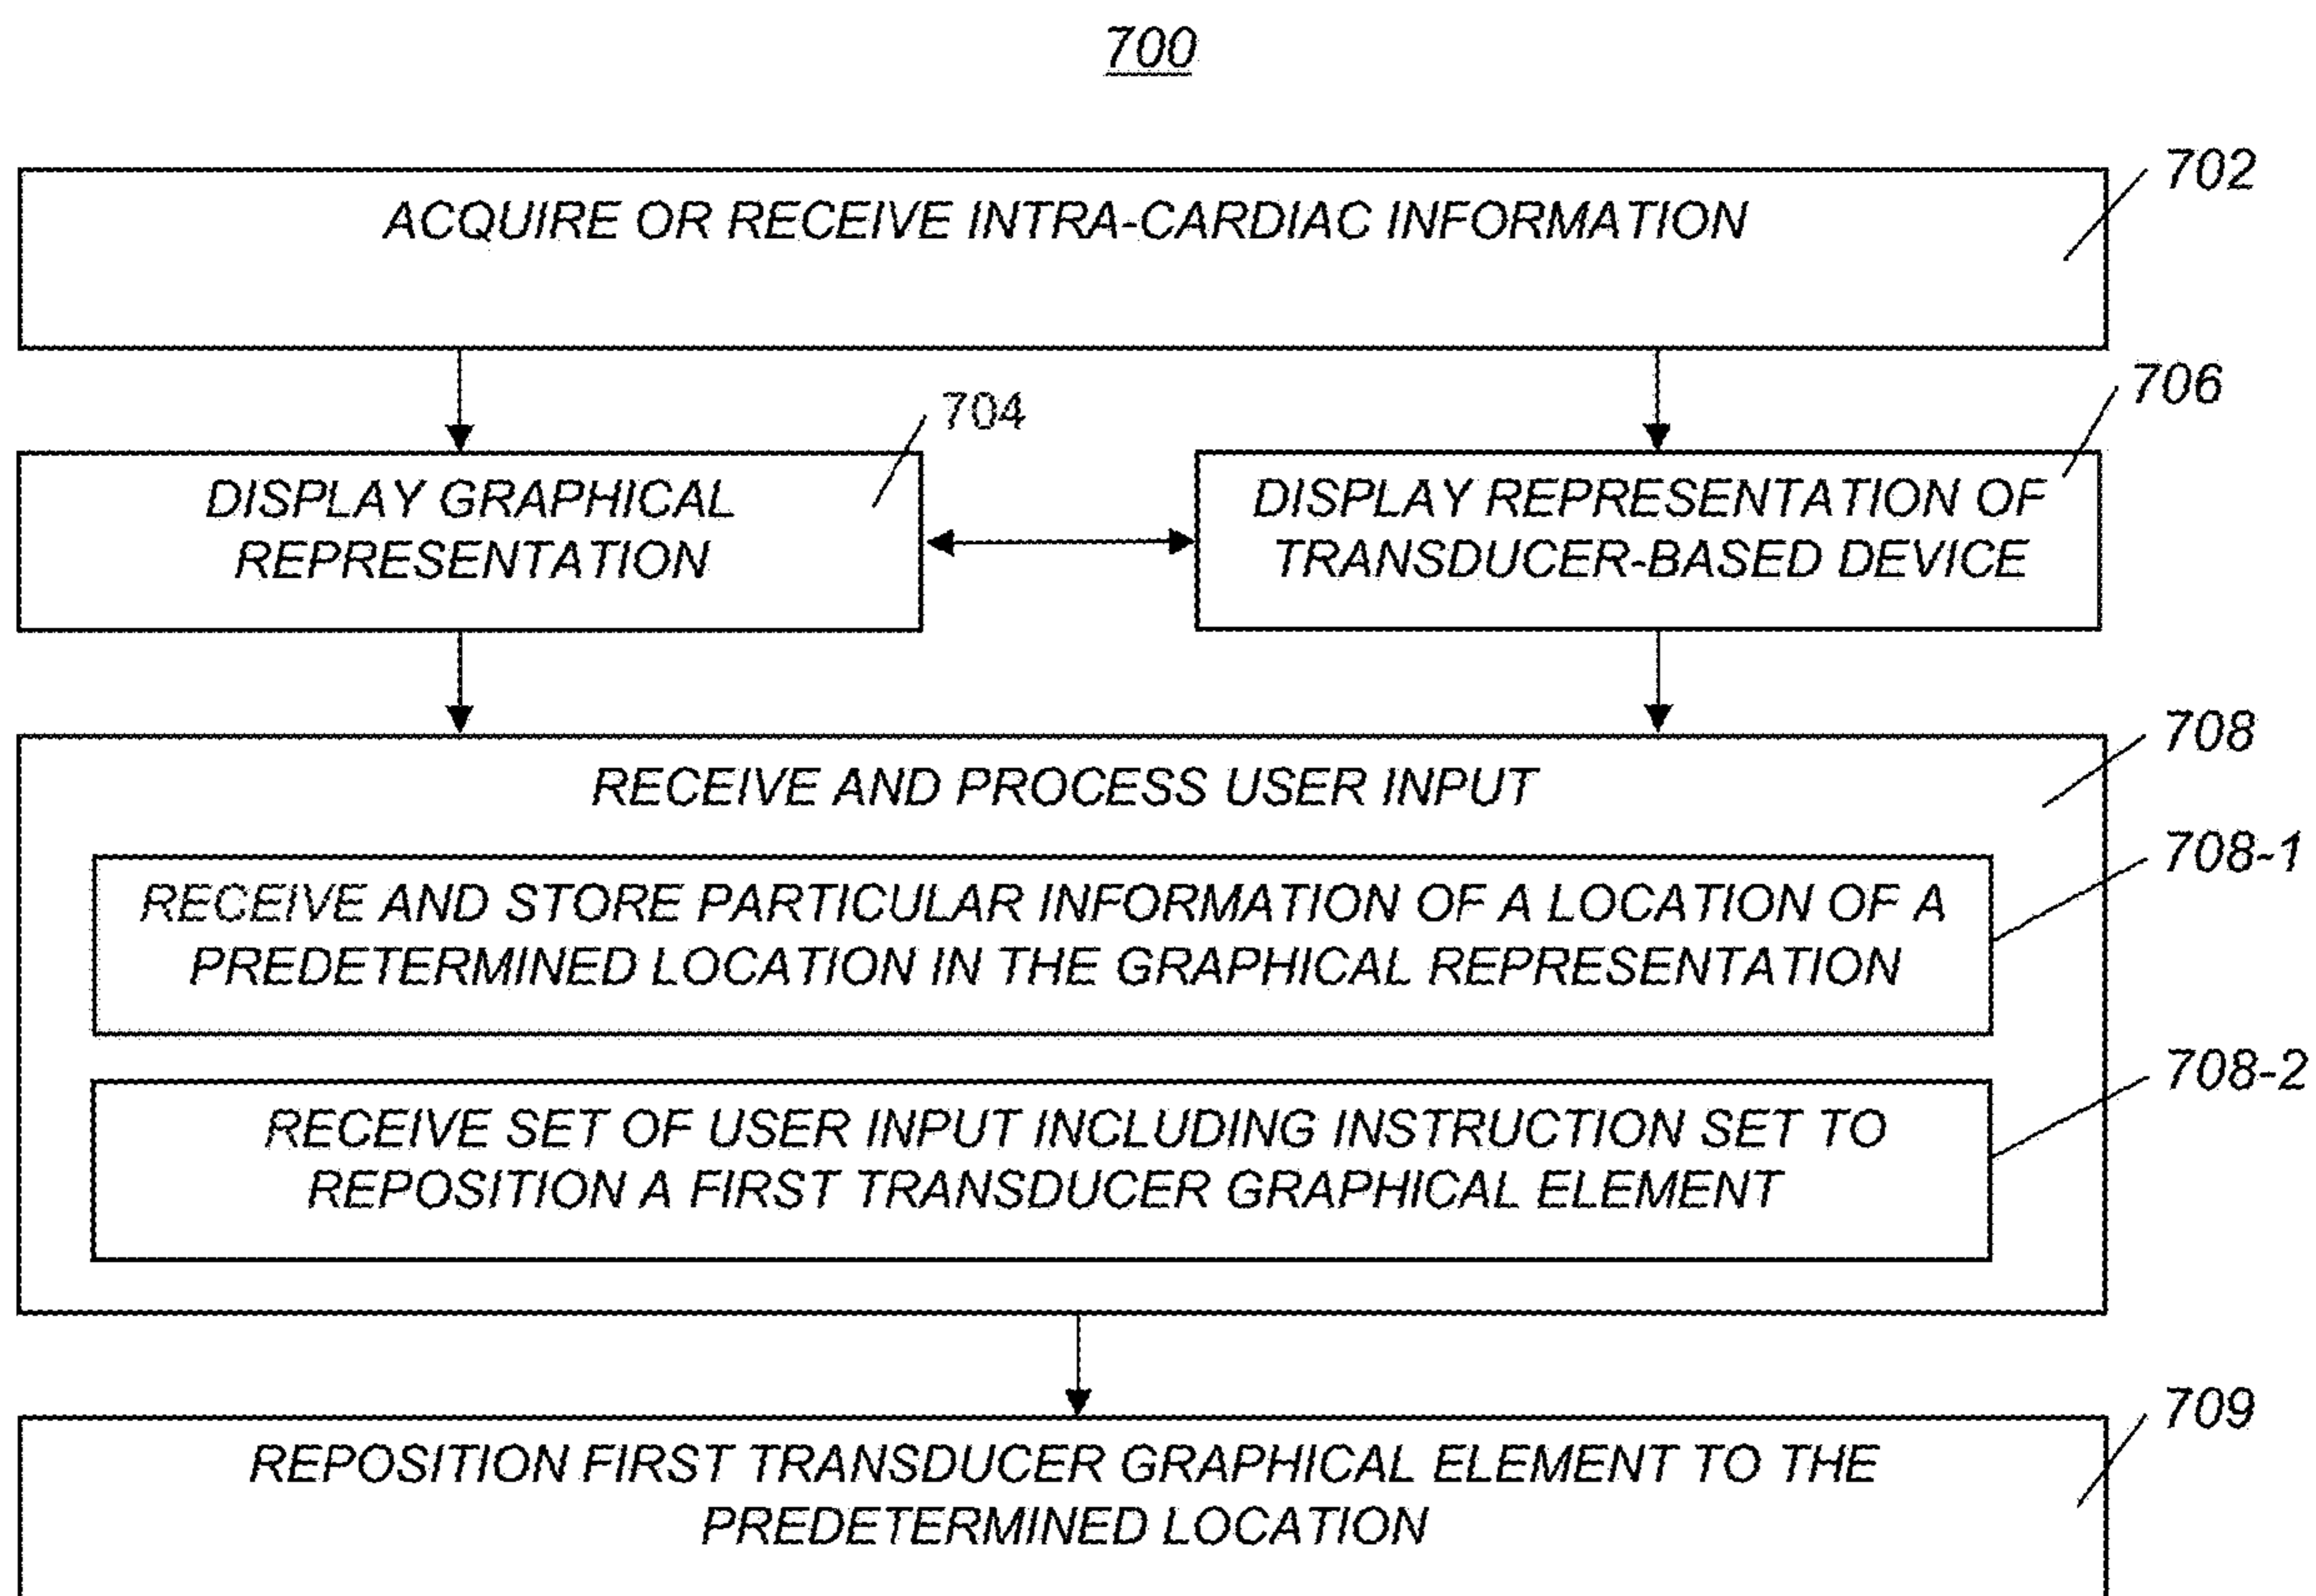 700
702
ACQUIRE OR RECEIVE INTRA-CARDIAC INFORMATION
704
706
DISPLAY GRAPHICAL
REPRESENTATION
DISPLAY REPRESENTATION OF
TRANSDUCER-BASED DEVICE
708
RECEIVE AND PROCESS USER INPUT
708-1
RECEIVE AND STORE PARTICULAR INFORMATION OF A LOCATION OF A
PREDETERMINED LOCATION IN THE GRAPHICAL REPRESENTATION
708-2
RECEIVE SET OF USER INPUT INCLUDING INSTRUCTION SET TO
REPOSITION A FIRST TRANSDUCER GRAPHICAL ELEMENT
709
REPOSITION FIRST TRANSDUCER GRAPHICAL ELEMENT TO THE
PREDETERMINED LOCATION